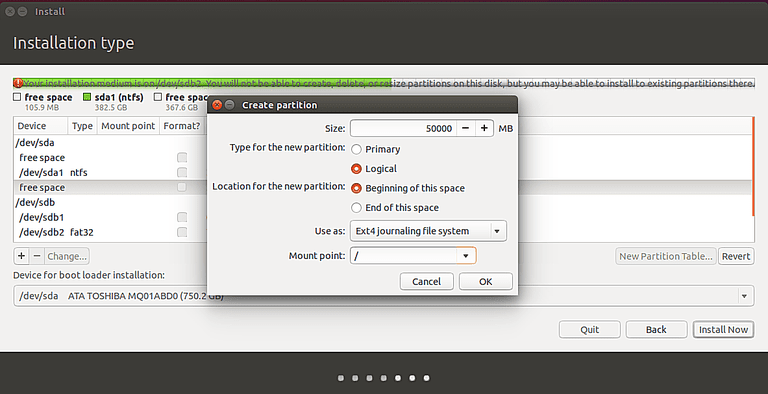 Install
Installation type
Your installation medium is on /dev/sdb2. You will not be able to create, delete, or resize partitions on this disk, but you may be able to install to existing partitions there.
free space sda1 (ntfs) free space
105.9 MB 382.5 GB 367.6 GB
Device Type Mount point Format?
/dev/sda
free space
/dev/sda1 ntfs
free space
/dev/sdb
/dev/sdb1
/dev/sdb2 fat32
+ − Change...
New Partition Table... Revert
Device for boot loader installation:
/dev/sda ATA TOSHIBA MQ01ABD0 (750.2 GB)
Quit Back Install Now
Create partition
Size: 50000 − + MB
Type for the new partition: Primary
Logical
Location for the new partition: Beginning of this space
End of this space
Use as: Ext4 journaling file system
Mount point: /
Cancel OK